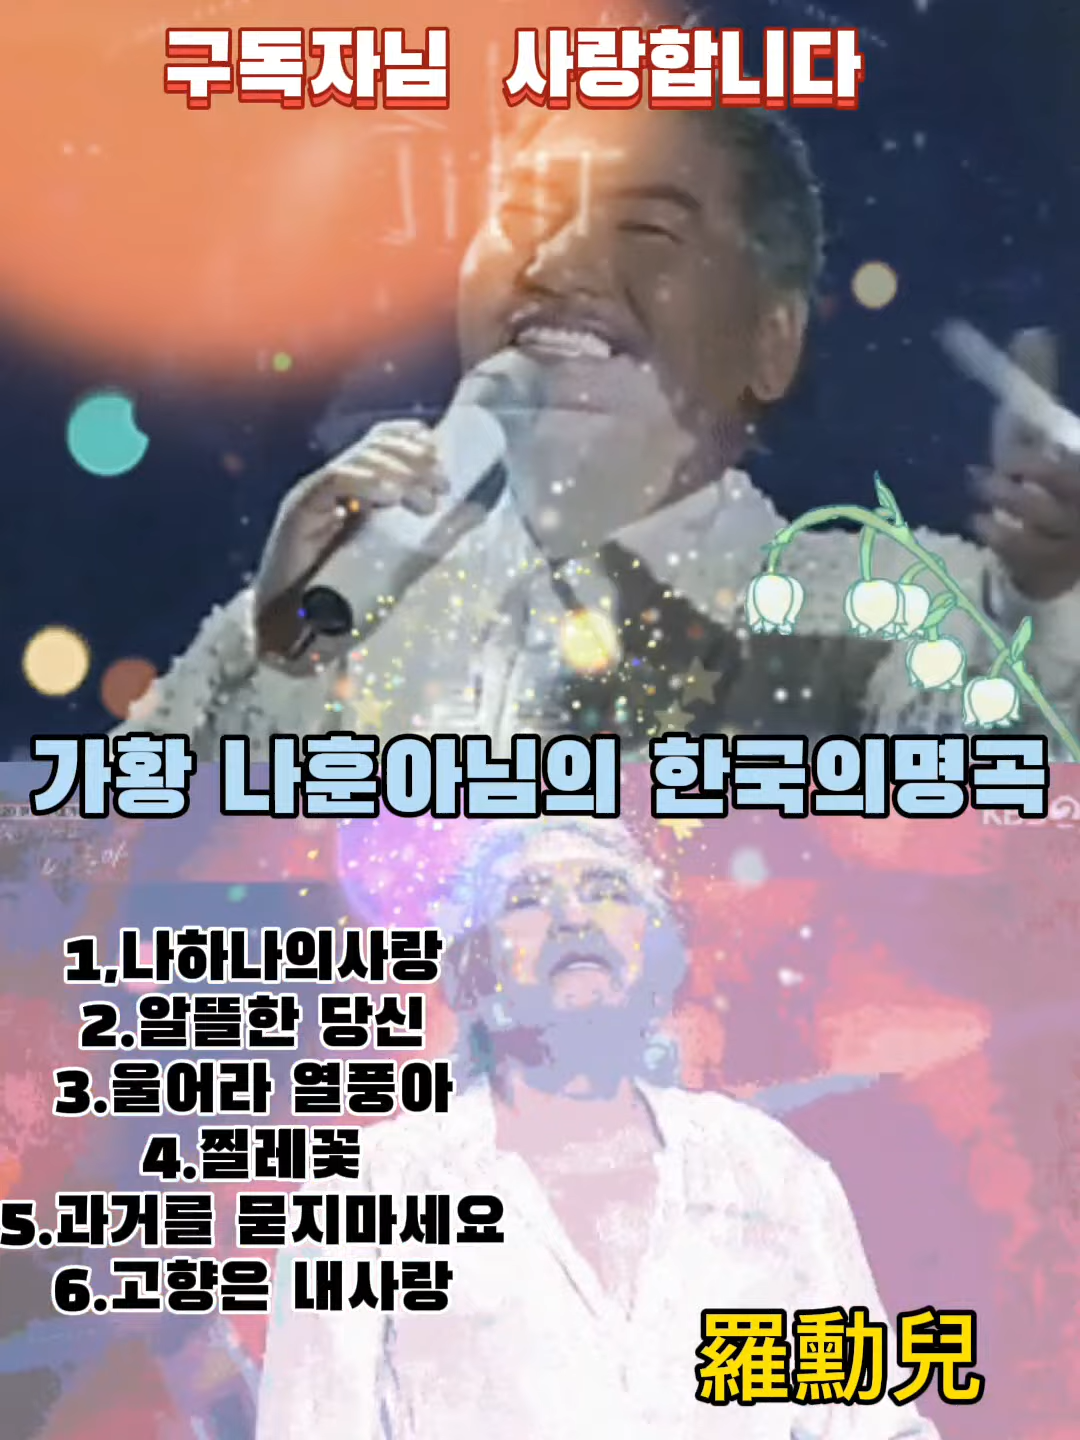 구독자님 사랑합니다
가황 나훈아님의 한국의명곡
1,나하나의사랑
2.알뜰한 당신
3.울어라 열풍아
4.찔레꽃
5.과거를 묻지마세요
6.고향은 내사랑
羅勳兒